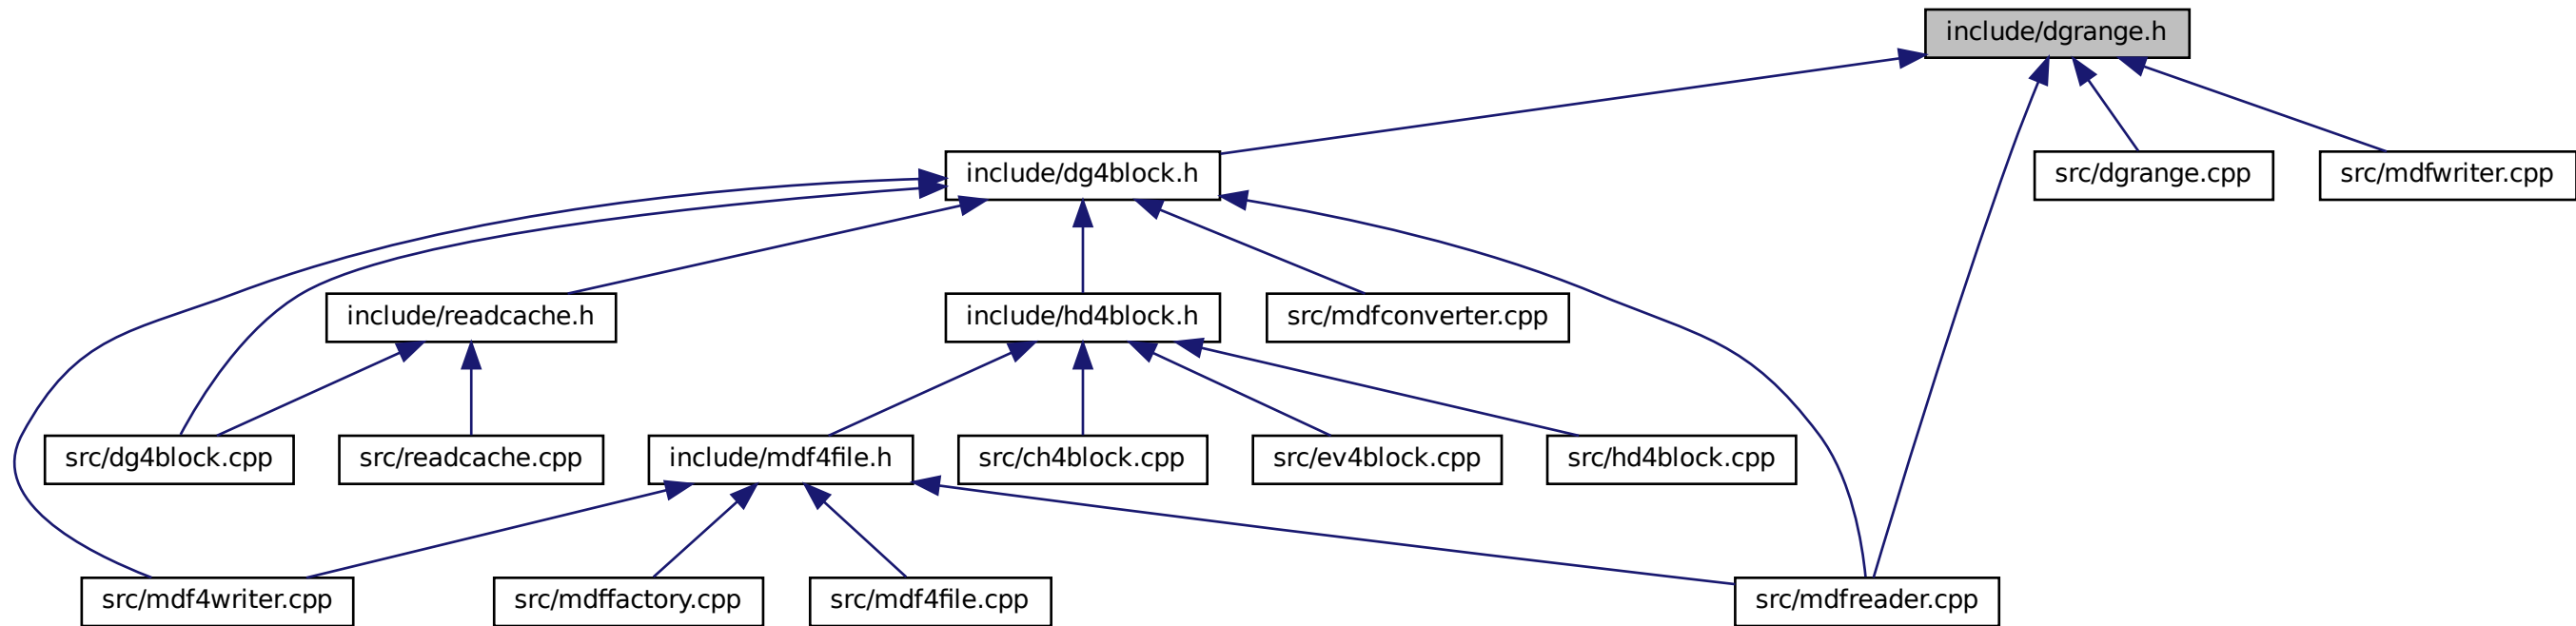 include/dgrange.h
include/dg4block.h
src/dgrange.cpp
src/mdfwriter.cpp
include/readcache.h
include/hd4block.h
src/mdfconverter.cpp
src/dg4block.cpp
src/readcache.cpp
include/mdf4file.h
src/ch4block.cpp
src/ev4block.cpp
src/hd4block.cpp
src/mdf4writer.cpp
src/mdffactory.cpp
src/mdf4file.cpp
src/mdfreader.cpp